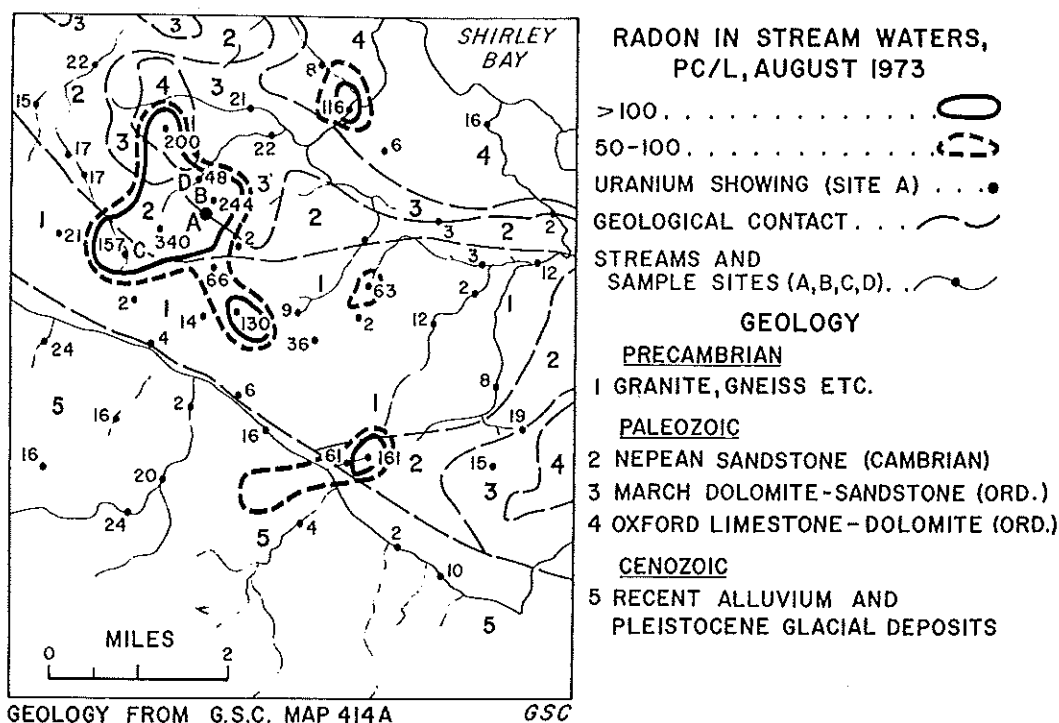 SHIRLEY
BAY
3
3
2
4
22
2
8
15
2
4
3
21
116
16
3
11
200
22
6
4
17
17
D
48
3
B
244
2
A
1
21
2
340
157
C
2
3
3
2
2
3
12
66
1
63
2
1
2
1
14
130
9
2
12
24
4
36
2
5
2
6
1
8
16
16
19
16
61
161
2
15
4
3
20
24
5
4
2
10
5
MILES
0
2
GEOLOGY FROM G.S.C. MAP 414A
GSC
RADON IN STREAM WATERS,
PC/L, AUGUST 1973
>100 . . . . . . . . . . . . . .
50-100 . . . . . . . . . . . .
URANIUM SHOWING (SITE A) . . .
GEOLOGICAL CONTACT . . .
STREAMS AND
SAMPLE SITES (A,B,C,D) . .
GEOLOGY
PRECAMBRIAN
1 GRANITE, GNEISS ETC.
PALEOZOIC
2 NEPEAN SANDSTONE (CAMBRIAN)
3 MARCH DOLOMITE-SANDSTONE (ORD.)
4 OXFORD LIMESTONE-DOLOMITE (ORD.)
CENOZOIC
5 RECENT ALLUVIUM AND
PLEISTOCENE GLACIAL DEPOSITS